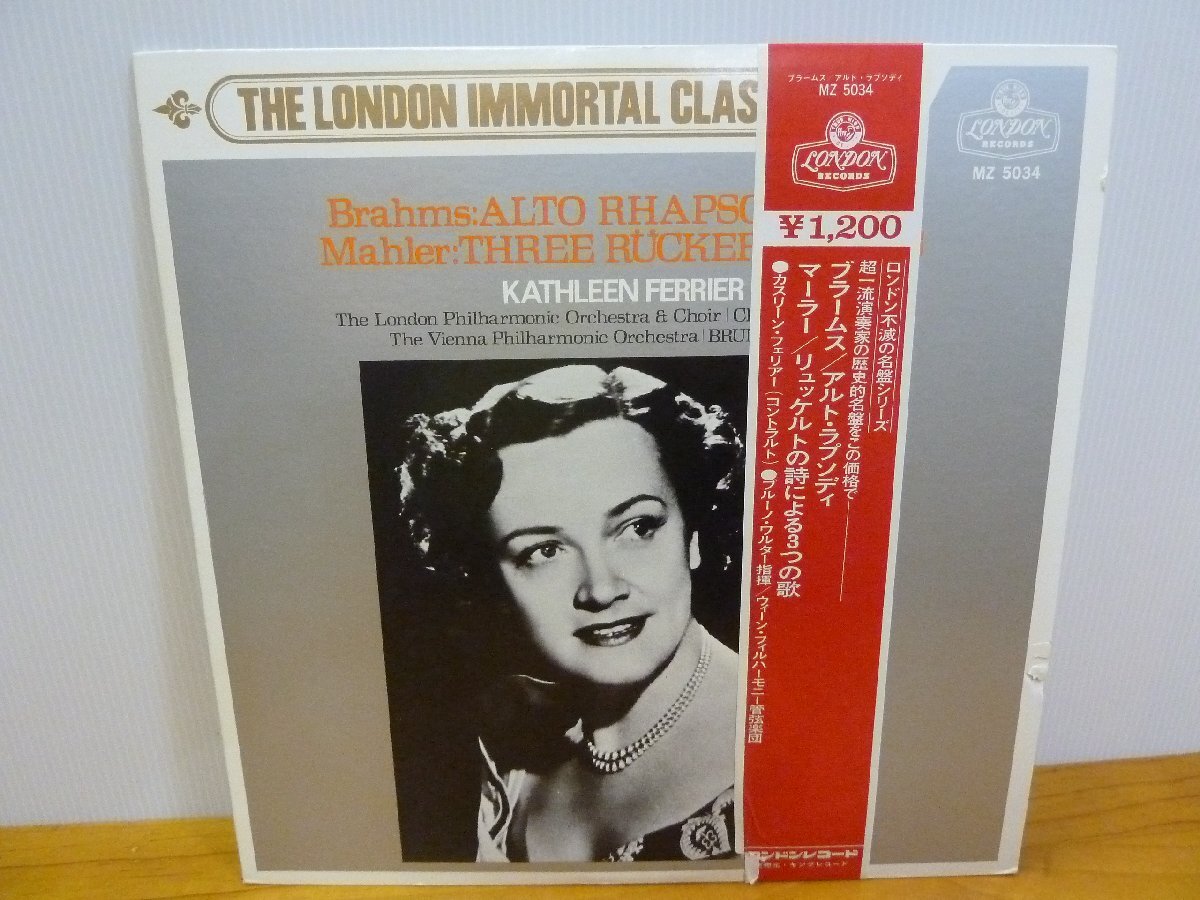 THE LONDON IMMORTAL CLAS
Brahms:ALTO RHAPSO
Mahler:THREE RÜCKER
KATHLEEN FERRIER
The London Philharmonic Orchestra & Choir|Cl
The Vienna Philharmonic Orchestra|BRU
ブラームス/アルト・ラプソディ
MZ 5034
LONDON
RECORDS
¥1,200
ロンドン不滅の名盤シリーズ
超一流演奏家の歴史的名盤をこの価格で
ブラームス/アルト・ラプソディ
マーラー/リュッケルトの詩による3つの歌
●カスリーン・フェリアー(コントラルト)●ブルーノ・ワルター指揮/ウィーン・フィルハーモニー管弦楽団
ンドンレコード
キングレコード
LONDON
RECORDS
MZ 5034